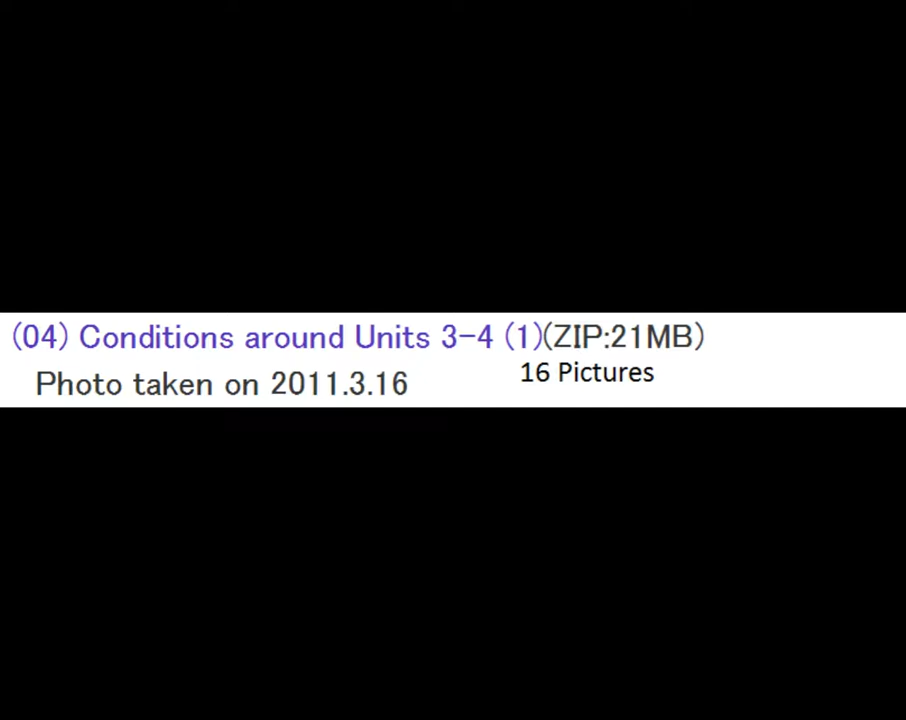 (04) Conditions around Units 3-4 (1)(ZIP:21MB)
Photo taken on 2011.3.16
16 Pictures